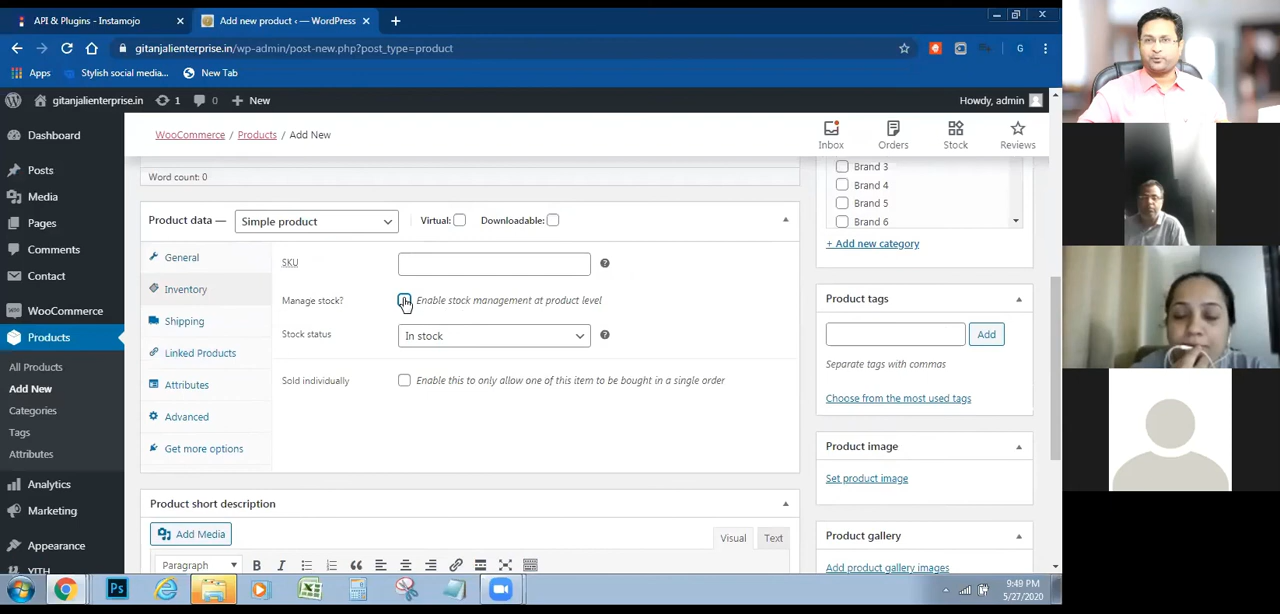 API & Plugins - Instamojo
Add new product ‹ — WordPress
gitanjalienterprise.in/wp-admin/post-new.php?post_type=product
G
Apps
Stylish social media...
New Tab
gitanjalienterprise.in
1
0
New
Howdy, admin
Dashboard
Posts
Media
Pages
Comments
Contact
WooCommerce
Products
All Products
Add New
Categories
Tags
Attributes
Analytics
Marketing
Appearance
YITH
WooCommerce / Products / Add New
Inbox
Orders
Stock
Reviews
Word count: 0
Product data —
Simple product
Virtual:
Downloadable:
General
Inventory
Shipping
Linked Products
Attributes
Advanced
Get more options
SKU
Manage stock?
Enable stock management at product level
Stock status
In stock
Sold individually
Enable this to only allow one of this item to be bought in a single order
Product short description
Add Media
Visual
Text
Paragraph
B
I
Brand 3
Brand 4
Brand 5
Brand 6
+ Add new category
Product tags
Add
Separate tags with commas
Choose from the most used tags
Product image
Set product image
Product gallery
Add product gallery images
Ps
9:49 PM
5/27/2020